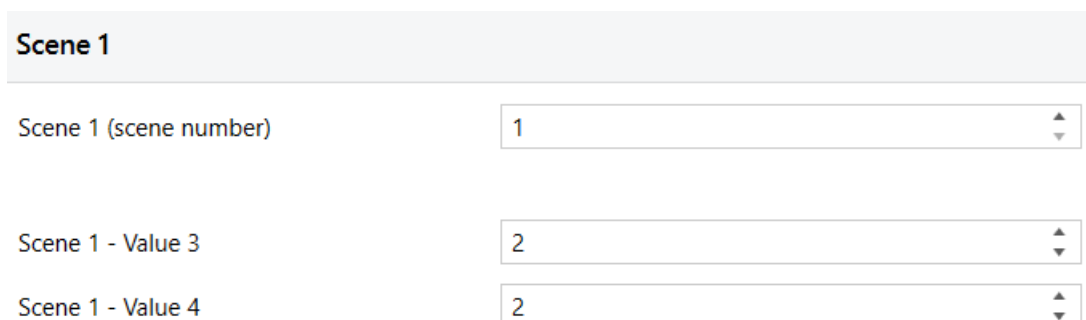 Scene 1
Scene 1 (scene number) 1
Scene 1 - Value 3 2
Scene 1 - Value 4 2